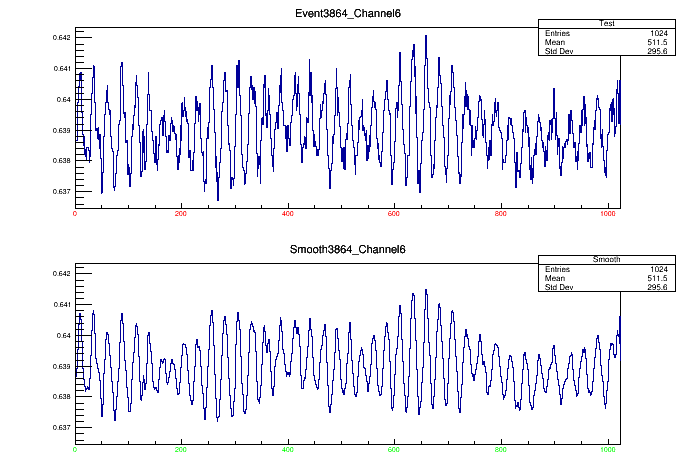 Event3864_Channel6
Test
Entries 1024
Mean 511.5
Std Dev 295.6
0.642
0.641
0.64
0.639
0.638
0.637
0 200 400 600 800 1000
Smooth3864_Channel6
Smooth
Entries 1024
Mean 511.5
Std Dev 295.6
0.642
0.641
0.64
0.639
0.638
0.637
0 200 400 600 800 1000